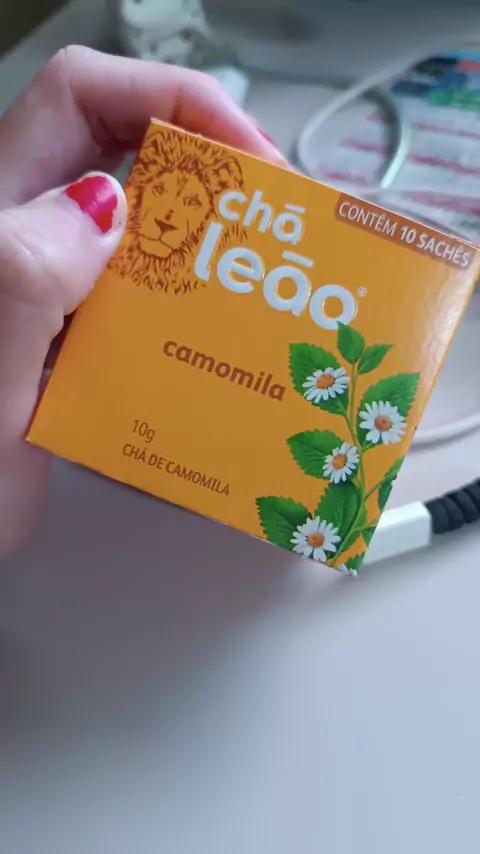 chá
leão®
CONTÉM 10 SACHÊS
camomila
10g
CHÁ DE CAMOMILA